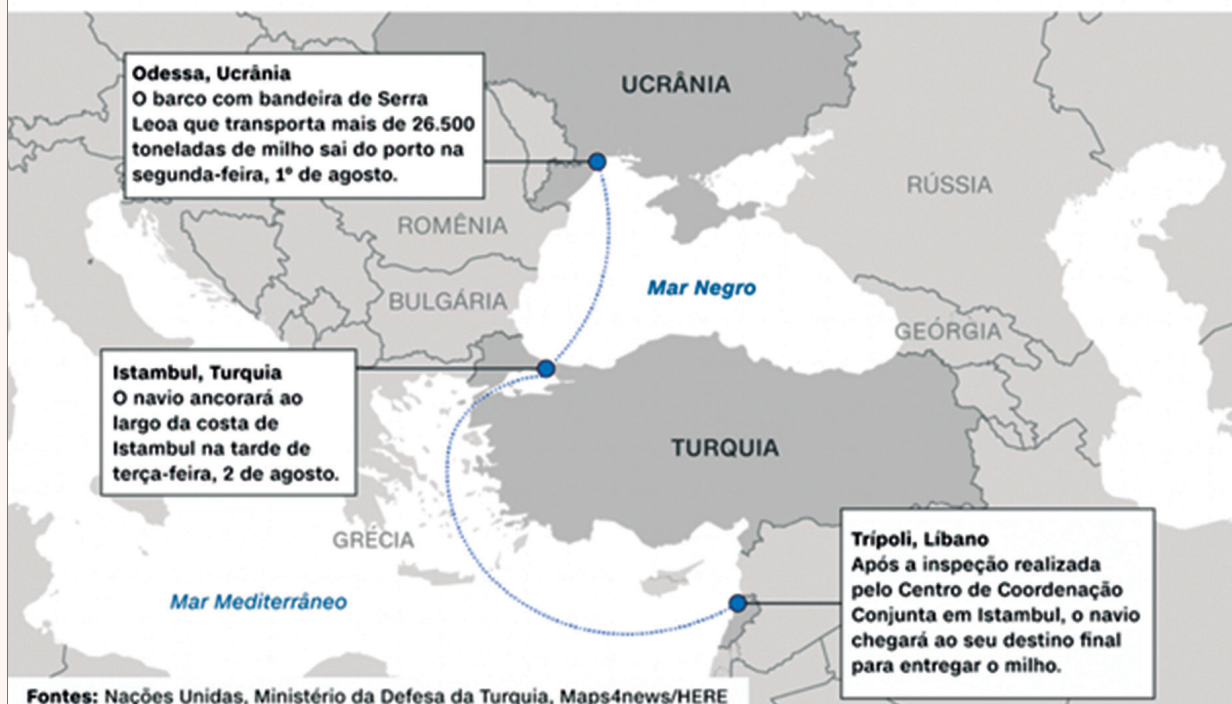 Odessa, Ucrânia
O barco com bandeira de Serra
Leoa que transporta mais de 26.500
toneladas de milho sai do porto na
segunda-feira, 1º de agosto.
UCRÂNIA
RÚSSIA
ROMÊNIA
Mar Negro
BULGÁRIA
GEÓRGIA
Istambul, Turquia
O navio ancorará ao
largo da costa de
Istambul na tarde de
terça-feira, 2 de agosto.
TURQUIA
GRÉCIA
Mar Mediterrâneo
Trípoli, Líbano
Após a inspeção realizada
pelo Centro de Coordenação
Conjunta em Istambul, o navio
chegará ao seu destino final
para entregar o milho.
Fontes: Nações Unidas, Ministério da Defesa da Turquia, Maps4news/HERE